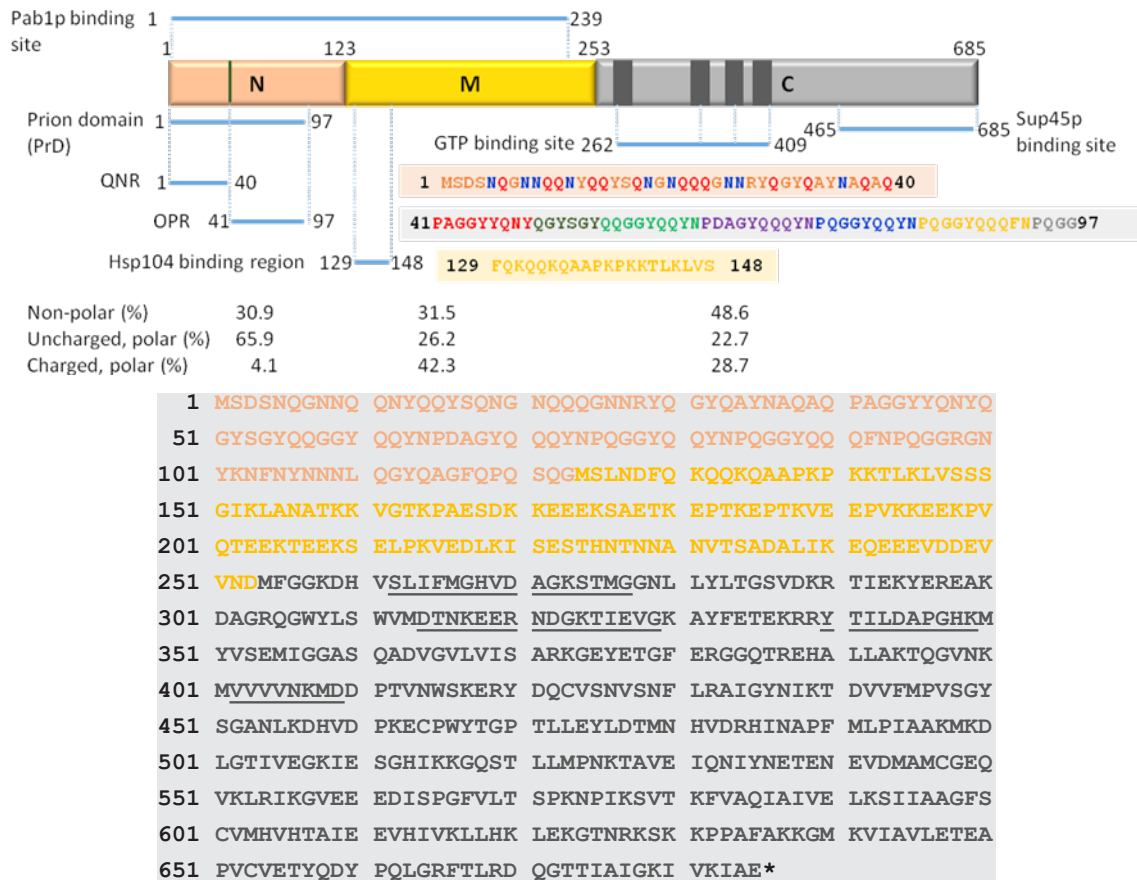 Pab1p binding 1 239
site
1 123 253 685
N M C
Prion domain 1 97 465 685 Sup45p
(PrD) GTP binding site 262 409 binding site
QNR 1 40 1 MSDSNQGNNQQNYQQYSQNGNQQQGNNRYQGYQAYNAQAQ40
OPR 41 97 41PAGGYYQNYQGYSGYQQGGYQQYNPDAGYQQQYNPQGGYQQYNPQGGYQQQFNPQGG97
Hsp104 binding region 129 148 129 FQKQQKQAAPKPKKTLKLVS 148
Non-polar (%) 30.9 31.5 48.6
Uncharged, polar (%) 65.9 26.2 22.7
Charged, polar (%) 4.1 42.3 28.7
1 MSDSNQGNNQ QNYQQYSQNG NQQQGNNRYQ GYQAYNAQAQ PAGGYYQNYQ
51 GYSGYQQGGY QQYNPDAGYQ QQYNPQGGYQ QYNPQGGYQQ QFNPQGGRGN
101 YKNFNYNNNL QGYQAGFQPQ SQGMSLNDFQ KQQKQAAPKP KKTLKLVSSS
151 GIKLANATKK VGTKPAESDK KEEEKSAETK EPTKEPTKVE EPVKKEEKPV
201 QTEEKTEEKS ELPKVEDLKI SESTHNTNNA NVTSADALIK EQEEEVDDEV
251 VNDMFGGKDH VSLIFMGHVD AGKSTMGGNL LYLTGSVDKR TIEKYEREAK
301 DAGRQGWYLS WVMDTNKEER NDGKTIEVGK AYFETEKRRY TILDAPGHKM
351 YVSEMIGGAS QADVGVLVIS ARKGEYETGF ERGGQTREHA LLAKTQGVNK
401 MVVVVNKMDD PTVNWSKERY DQCVSNVSNF LRAIGYNIKT DVVFMPVSGY
451 SGANLKDHVD PKECPWYTGP TLLEYLDTMN HVDRHINAPF MLPIAAKMKD
501 LGTIVEGKIE SGHIKKGQST LLMPNKTAVE IQNIYNETEN EVDMAMCGEQ
551 VKLRIKGVEE EDISPGFVLT SPKNPIKSVT KFVAQIAIVE LKSIIAAGFS
601 CVMHVHTAIE EVHIVKLLHK LEKGTNRKSK KPPAFAKKGM KVIAVLETEA
651 PVCVETYQDY PQLGRFTLRD QGTTIAIGKI VKIAE*